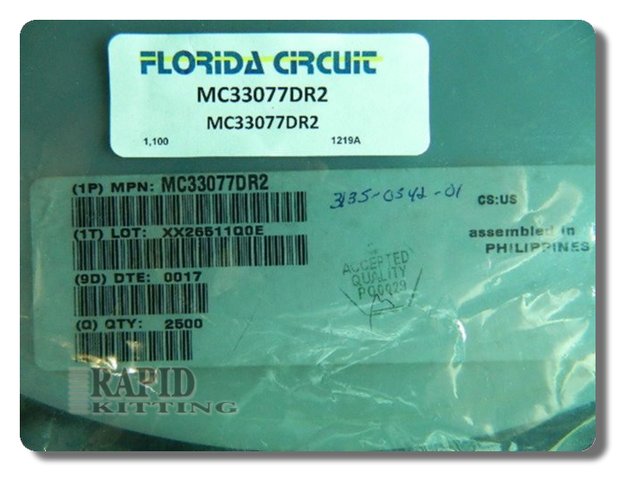 FLORIDA CIRCUIT
MC33077DR2
MC33077DR2
1,100 1219A
(1P) MPN: MC33077DR2
3135-0542-01
CS:US
(1T) LOT: XX26511Q0E
assembled in
PHILIPPINES
(9D) DTE: 0017
ACCEPTED
QUALITY
PQ0029
(Q) QTY: 2500
RAPID
KITTING